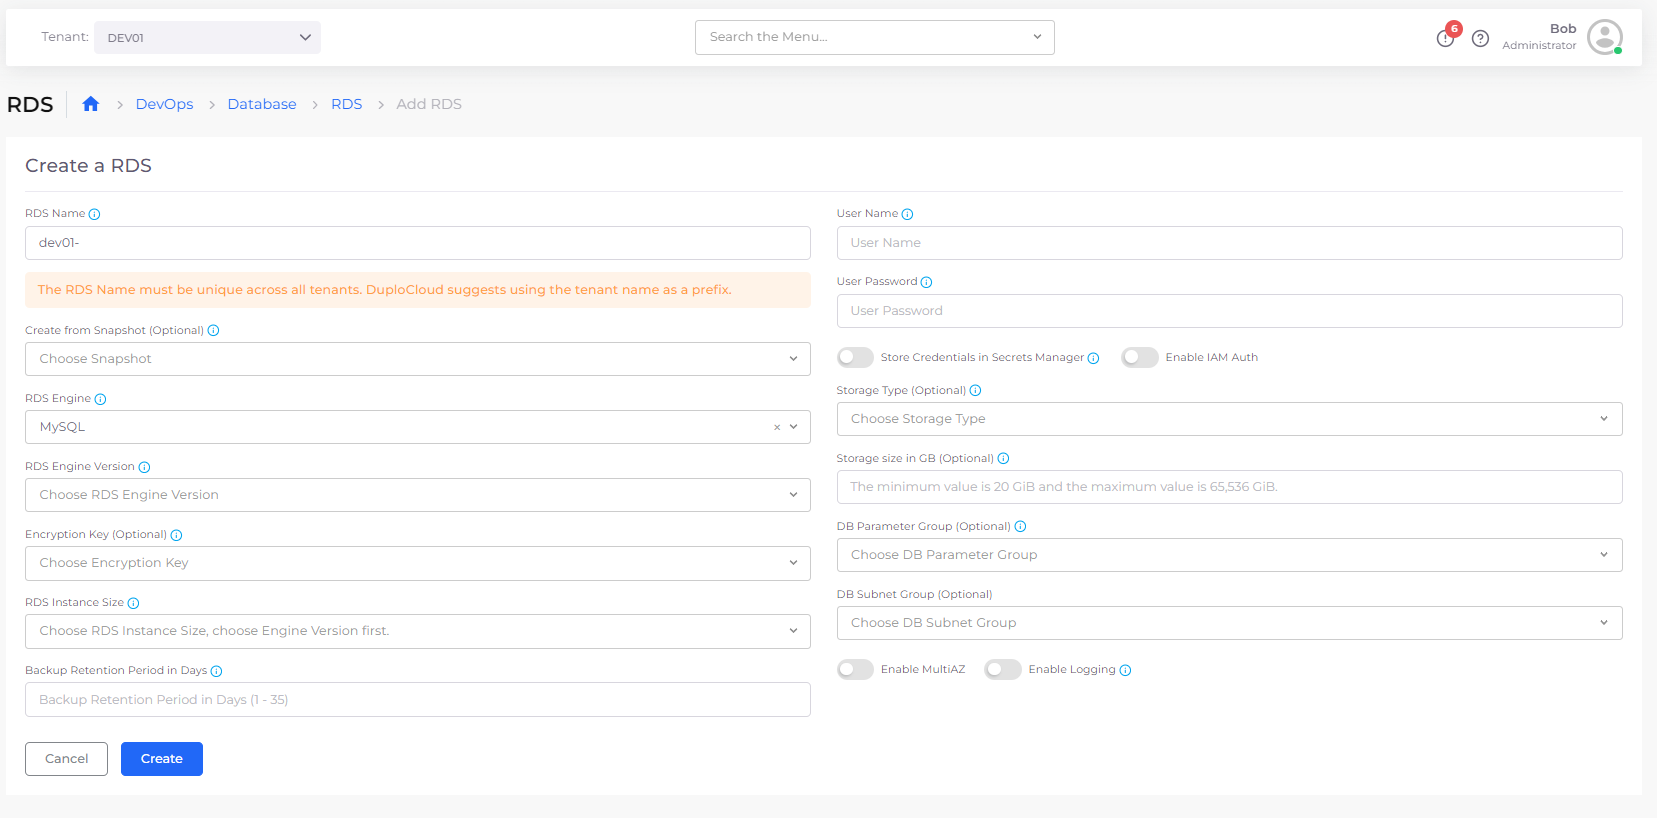 Tenant:
DEV01
Search the Menu...
6
Bob
Administrator
RDS
DevOps
Database
RDS
Add RDS
Create a RDS
RDS Name
dev01-
The RDS Name must be unique across all tenants. DuploCloud suggests using the tenant name as a prefix.
Create from Snapshot (Optional)
Choose Snapshot
RDS Engine
MySQL
RDS Engine Version
Choose RDS Engine Version
Encryption Key (Optional)
Choose Encryption Key
RDS Instance Size
Choose RDS Instance Size, choose Engine Version first.
Backup Retention Period in Days
Backup Retention Period in Days (1 - 35)
User Name
User Name
User Password
User Password
Store Credentials in Secrets Manager
Enable IAM Auth
Storage Type (Optional)
Choose Storage Type
Storage size in GB (Optional)
The minimum value is 20 GiB and the maximum value is 65,536 GiB.
DB Parameter Group (Optional)
Choose DB Parameter Group
DB Subnet Group (Optional)
Choose DB Subnet Group
Enable MultiAZ
Enable Logging
Cancel
Create